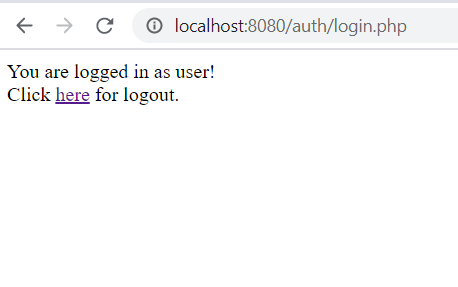 localhost:8080/auth/login.php
You are logged in as user!
Click here for logout.